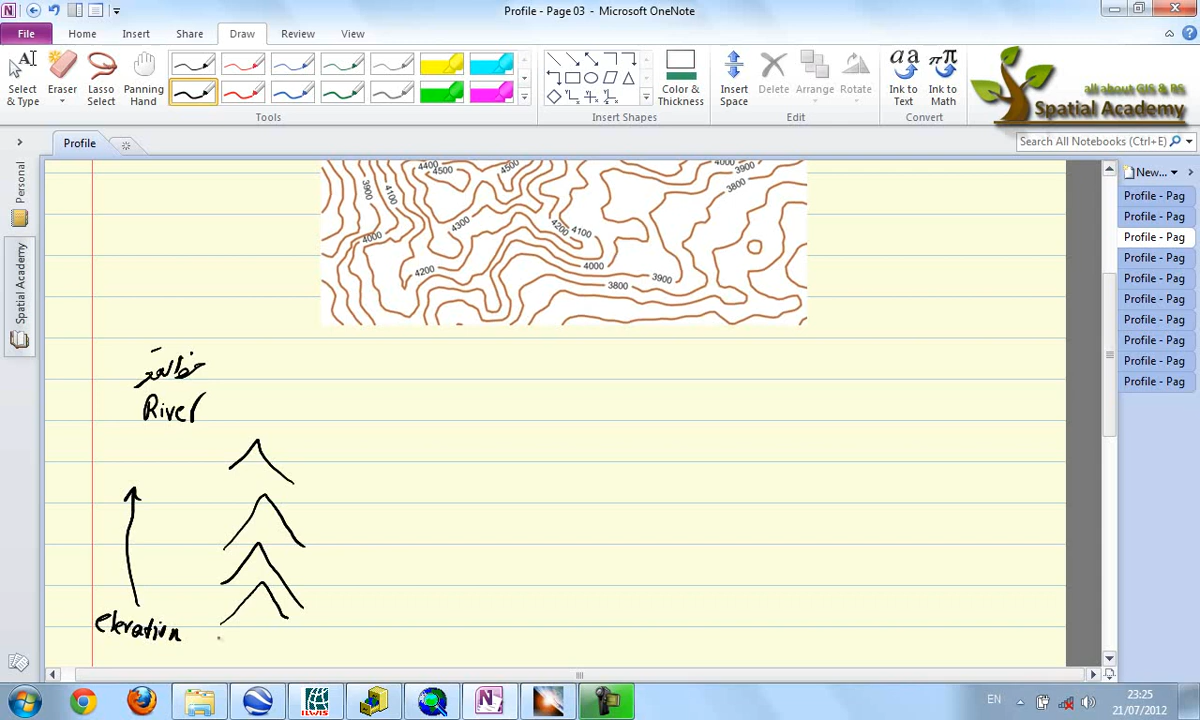 Profile - Page 03 - Microsoft OneNote
File Home Insert Share Draw Review View
Select & Type
Eraser
Lasso Select
Panning Hand
Color & Thickness
Insert Space
Delete
Arrange
Rotate
Ink to Text
Ink to Math
Tools
Insert Shapes
Edit
Convert
all about GIS & RS
Spatial Academy
Profile
Search All Notebooks (Ctrl+E)
Personal
Spatial Academy
New...
Profile - Pag
Profile - Pag
Profile - Pag
Profile - Pag
Profile - Pag
Profile - Pag
Profile - Pag
Profile - Pag
Profile - Pag
Profile - Pag
4400 4500 4500 4000 3900
3900 4100 3800
4300 4200 4100
4000
4200 4000
3900
3800
River
elevation
ILWIS
EN
23:25
21/07/2012